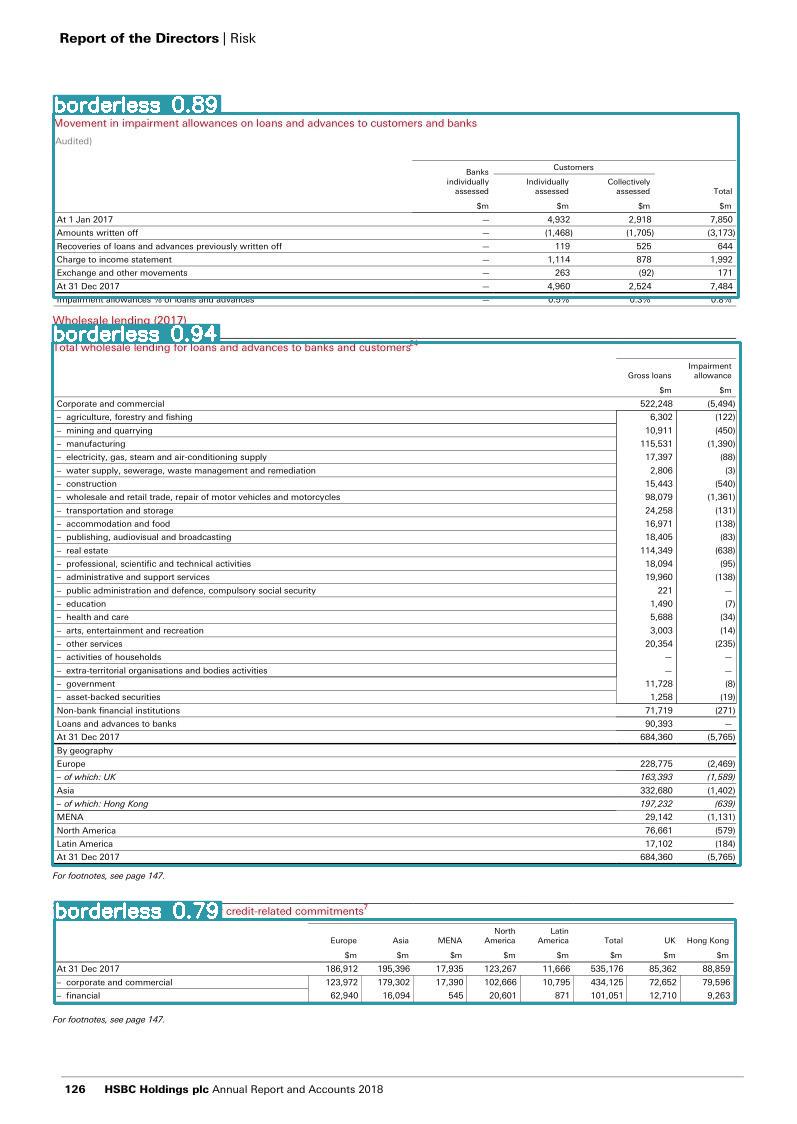 Report of the Directors | Risk
borderless 0.89
Movement in impairment allowances on loans and advances to customers and banks
Audited)
Banks individually assessed Customers Individually assessed Collectively assessed Total
$m $m $m $m
At 1 Jan 2017 — 4,932 2,918 7,850
Amounts written off — (1,468) (1,705) (3,173)
Recoveries of loans and advances previously written off — 119 525 644
Charge to income statement — 1,114 878 1,992
Exchange and other movements — 263 (92) 171
At 31 Dec 2017 — 4,960 2,524 7,484
Impairment allowances % of loans and advances — 0.5% 0.3% 0.8%
Wholesale lending (2017)
borderless 0.94
Total wholesale lending for loans and advances to banks and customers
Gross loans Impairment allowance
$m $m
Corporate and commercial 522,248 (5,494)
– agriculture, forestry and fishing 6,302 (122)
– mining and quarrying 10,911 (450)
– manufacturing 115,531 (1,390)
– electricity, gas, steam and air-conditioning supply 17,397 (88)
– water supply, sewerage, waste management and remediation 2,806 (3)
– construction 15,443 (540)
– wholesale and retail trade, repair of motor vehicles and motorcycles 98,079 (1,361)
– transportation and storage 24,258 (131)
– accommodation and food 16,971 (138)
– publishing, audiovisual and broadcasting 18,405 (83)
– real estate 114,349 (638)
– professional, scientific and technical activities 18,094 (95)
– administrative and support services 19,960 (138)
– public administration and defence, compulsory social security 221 —
– education 1,490 (7)
– health and care 5,688 (34)
– arts, entertainment and recreation 3,003 (14)
– other services 20,354 (235)
– activities of households — —
– extra-territorial organisations and bodies activities — —
– government 11,728 (8)
– asset-backed securities 1,258 (19)
Non-bank financial institutions 71,719 (271)
Loans and advances to banks 90,393 —
At 31 Dec 2017 684,360 (5,765)
By geography
Europe 228,775 (2,469)
– of which: UK 163,393 (1,589)
Asia 332,680 (1,402)
– of which: Hong Kong 197,232 (639)
MENA 29,142 (1,131)
North America 76,661 (579)
Latin America 17,102 (184)
At 31 Dec 2017 684,360 (5,765)
For footnotes, see page 147.
borderless 0.79
credit-related commitments7
Europe Asia MENA North America Latin America Total UK Hong Kong
$m $m $m $m $m $m $m $m
At 31 Dec 2017 186,912 195,396 17,935 123,267 11,666 535,176 85,362 88,859
– corporate and commercial 123,972 179,302 17,390 102,666 10,795 434,125 72,652 79,596
– financial 62,940 16,094 545 20,601 871 101,051 12,710 9,263
For footnotes, see page 147.
126 HSBC Holdings plc Annual Report and Accounts 2018